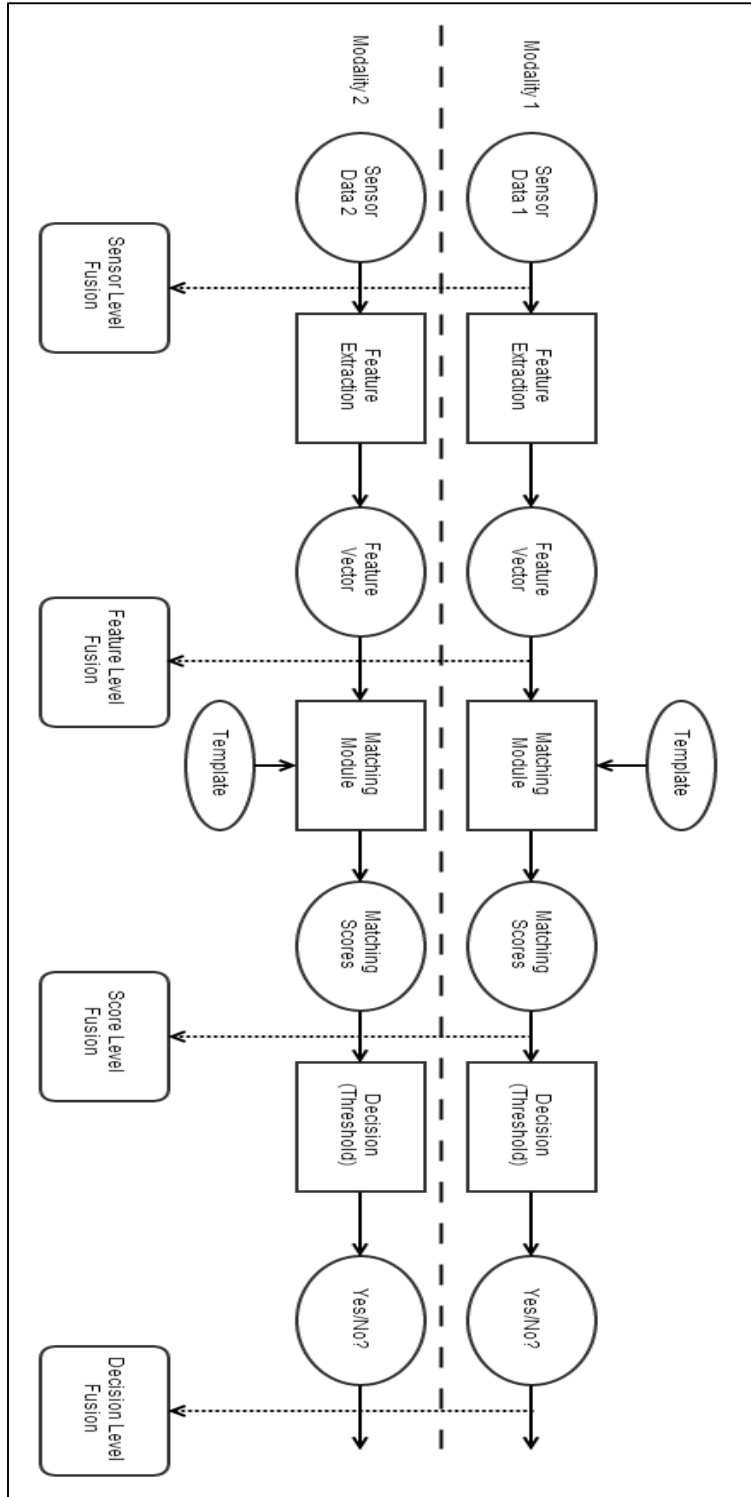 Modality 1
Modality 2
Template
Sensor
Data 1
Feature
Extraction
Feature
Vector
Matching
Module
Matching
Scores
Decision
(Threshold)
Yes/No?
Sensor
Data 2
Feature
Extraction
Feature
Vector
Matching
Module
Matching
Scores
Decision
(Threshold)
Yes/No?
Template
Sensor Level
Fusion
Feature Level
Fusion
Score Level
Fusion
Decision Level
Fusion